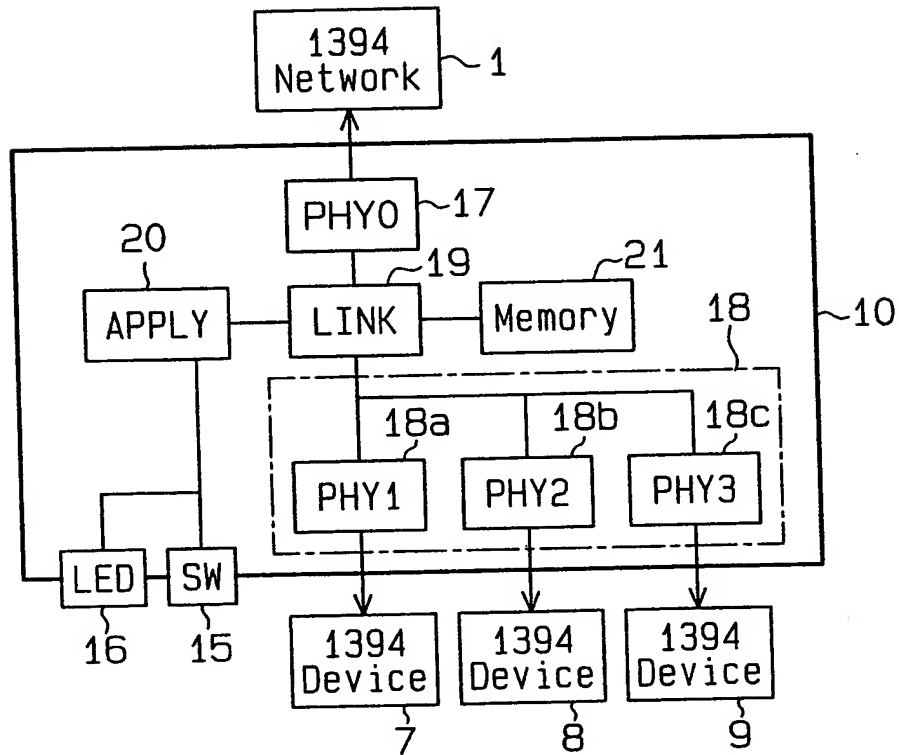 1394
Network
1
PHY0
17
20
19
21
APPLY
LINK
Memory
18
10
18a
18b
18c
PHY1
PHY2
PHY3
LED
SW
16
15
1394
Device
1394
Device
1394
Device
7
8
9